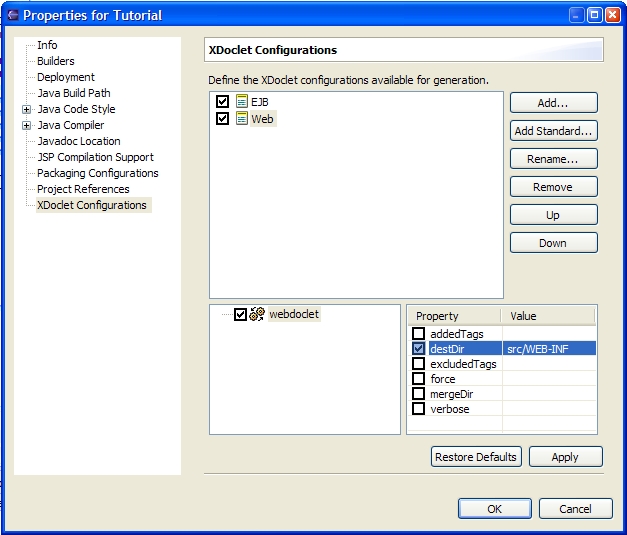 Properties for Tutorial
Info
Builders
Deployment
Java Build Path
Java Code Style
Java Compiler
Javadoc Location
JSP Compilation Support
Packaging Configurations
Project References
XDoclet Configurations
XDoclet Configurations
Define the XDoclet configurations available for generation.
EJB
Web
Add...
Add Standard...
Rename...
Remove
Up
Down
webdoclet
Property Value
addedTags
destDir src/WEB-INF
excludedTags
force
mergeDir
verbose
Restore Defaults Apply
OK Cancel